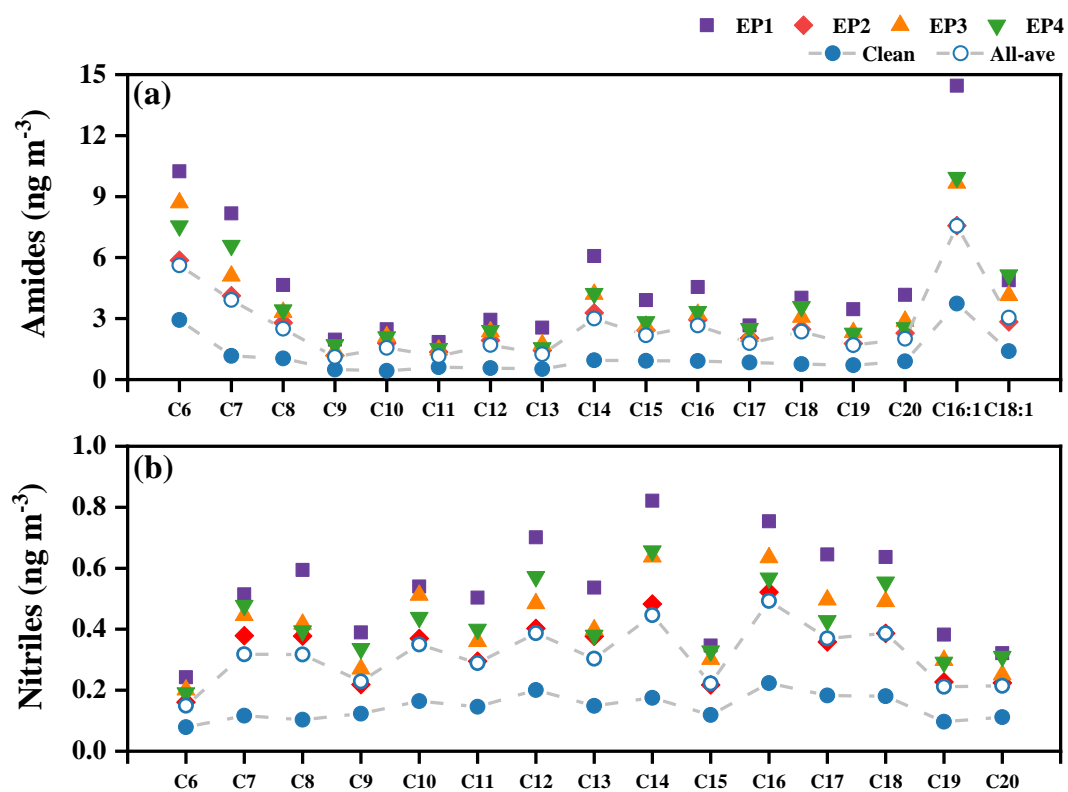 EP1 EP2 EP3 EP4
Clean All-ave
(a)
Amides (ng m⁻³)
15
12
9
6
3
0
C6 C7 C8 C9 C10 C11 C12 C13 C14 C15 C16 C17 C18 C19 C20 C16:1 C18:1
(b)
Nitriles (ng m⁻³)
1.0
0.8
0.6
0.4
0.2
0.0
C6 C7 C8 C9 C10 C11 C12 C13 C14 C15 C16 C17 C18 C19 C20